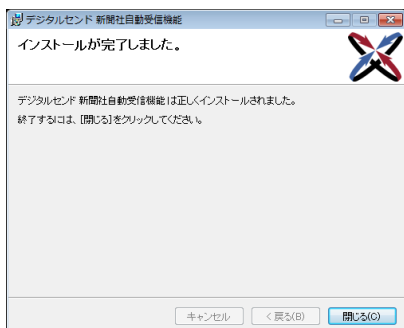 デジタルセンド 新聞社自動受信機能
インストールが完了しました。
デジタルセンド 新聞社自動受信機能 は正しくインストールされました。
終了するには、[閉じる]をクリックしてください。
キャンセル
< 戻る(B)
閉じる(C)